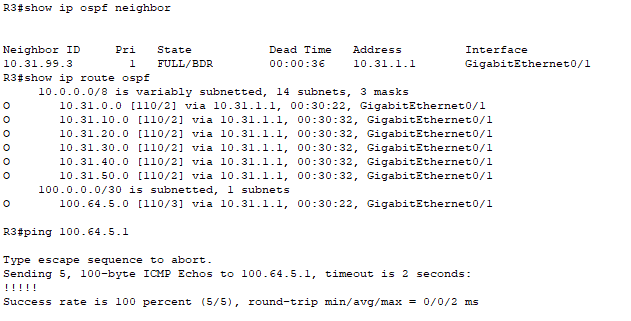 R3#show ip ospf neighbor
Neighbor ID     Pri   State           Dead Time   Address         Interface
10.31.99.3        1   FULL/BDR        00:00:36    10.31.1.1       GigabitEthernet0/1
R3#show ip route ospf
     10.0.0.0/8 is variably subnetted, 14 subnets, 3 masks
O       10.31.0.0 [110/2] via 10.31.1.1, 00:30:22, GigabitEthernet0/1
O       10.31.10.0 [110/2] via 10.31.1.1, 00:30:32, GigabitEthernet0/1
O       10.31.20.0 [110/2] via 10.31.1.1, 00:30:32, GigabitEthernet0/1
O       10.31.30.0 [110/2] via 10.31.1.1, 00:30:32, GigabitEthernet0/1
O       10.31.40.0 [110/2] via 10.31.1.1, 00:30:32, GigabitEthernet0/1
O       10.31.50.0 [110/2] via 10.31.1.1, 00:30:32, GigabitEthernet0/1
     100.0.0.0/30 is subnetted, 1 subnets
O       100.64.5.0 [110/3] via 10.31.1.1, 00:30:22, GigabitEthernet0/1
R3#ping 100.64.5.1
Type escape sequence to abort.
Sending 5, 100-byte ICMP Echos to 100.64.5.1, timeout is 2 seconds:
!!!!!
Success rate is 100 percent (5/5), round-trip min/avg/max = 0/0/2 ms